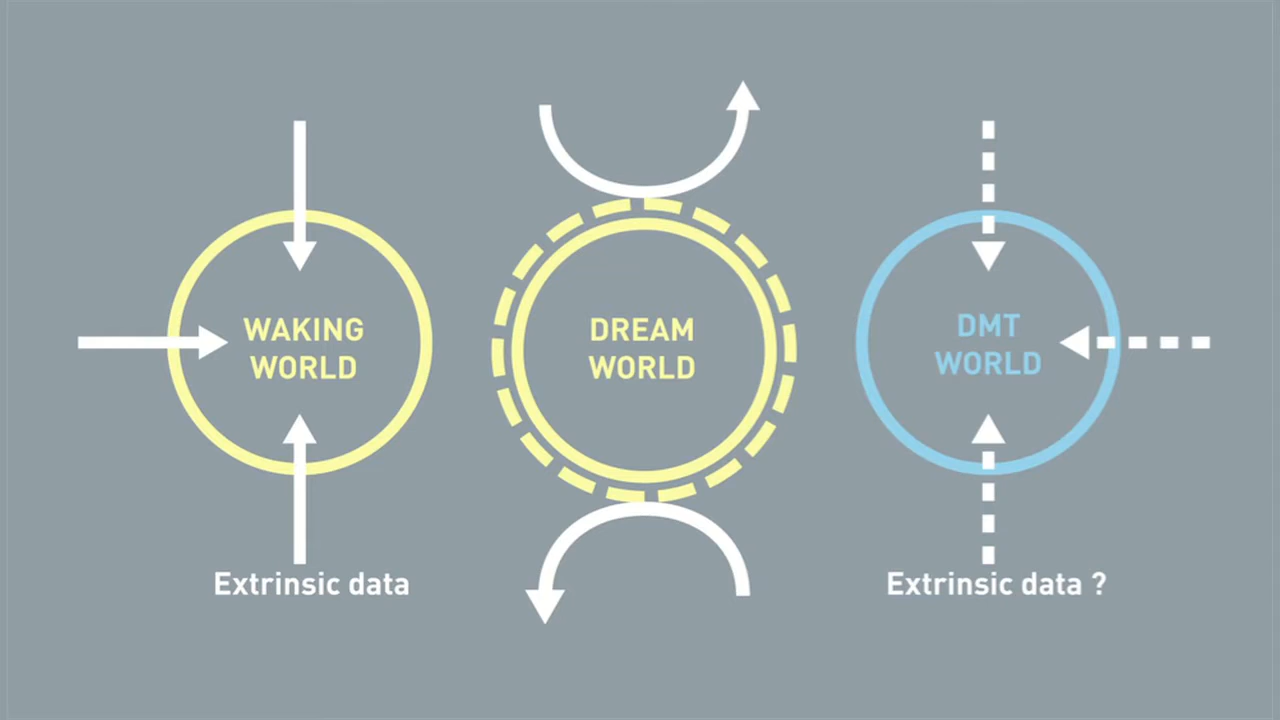 WAKING
WORLD
DREAM
WORLD
DMT
WORLD
Extrinsic data
Extrinsic data ?